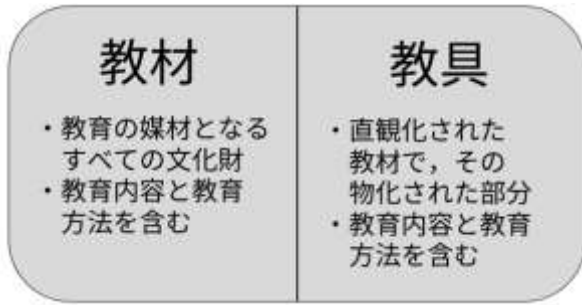 教材
・教育の媒材となる
すべての文化財
・教育内容と教育
方法を含む
教具
・直観化された
教材で，その
物化された部分
・教育内容と教育
方法を含む